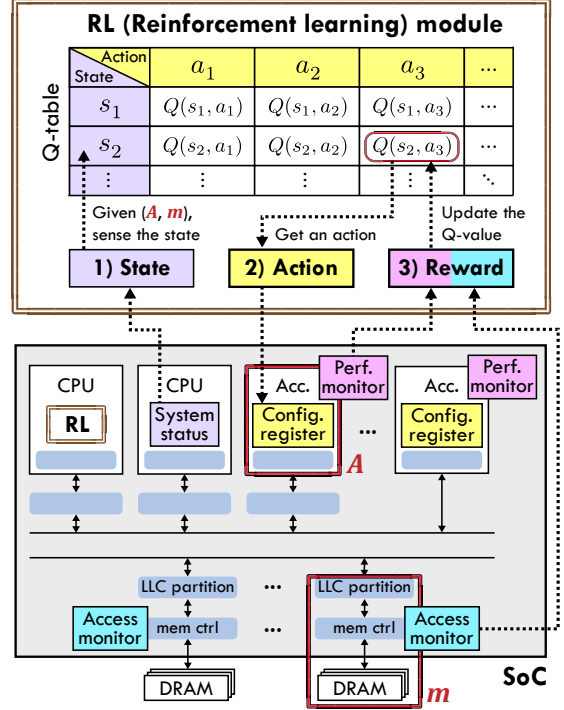 RL (Reinforcement learning) module
Q-table
Action
State
a₁ a₂ a₃ ...
s₁ Q(s₁, a₁) Q(s₁, a₂) Q(s₁, a₃) ...
s₂ Q(s₂, a₁) Q(s₂, a₂) Q(s₂, a₃) ...
⋮ ⋮ ⋮ ⋮ ⋱
Given (A, m),
sense the state
Get an action
Update the
Q-value
1) State
2) Action
3) Reward
CPU
RL
CPU
System
status
Acc.
Perf.
monitor
Config.
register
A
...
Acc.
Perf.
monitor
Config.
register
LLC partition
...
LLC partition
Access
monitor
mem ctrl
...
mem ctrl
Access
monitor
DRAM
DRAM
m
SoC